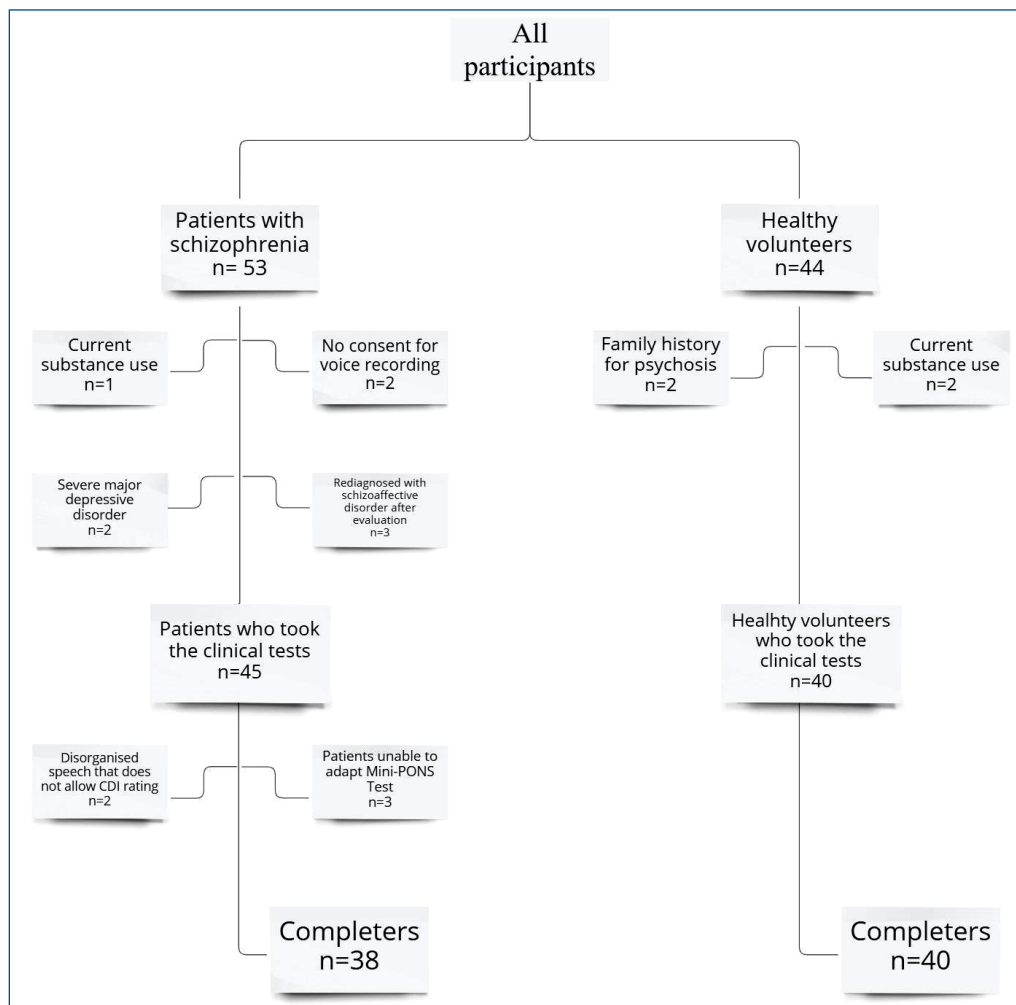 All
participants
Patients with
schizophrenia
n= 53
Healthy
volunteers
n=44
Current
substance use
n=1
No consent for
voice recording
n=2
Family history
for psychosis
n=2
Current
substance use
n=2
Severe major
depressive
disorder
n=2
Rediagnosed with
schizoaffective
disorder after
evaluation
n=3
Patients who took
the clinical tests
n=45
Healhty volunteers
who took the
clinical tests
n=40
Disorganised
speech that does
not allow CDI rating
n=2
Patients unable to
adapt Mini-PONS
Test
n=3
Completers
n=38
Completers
n=40